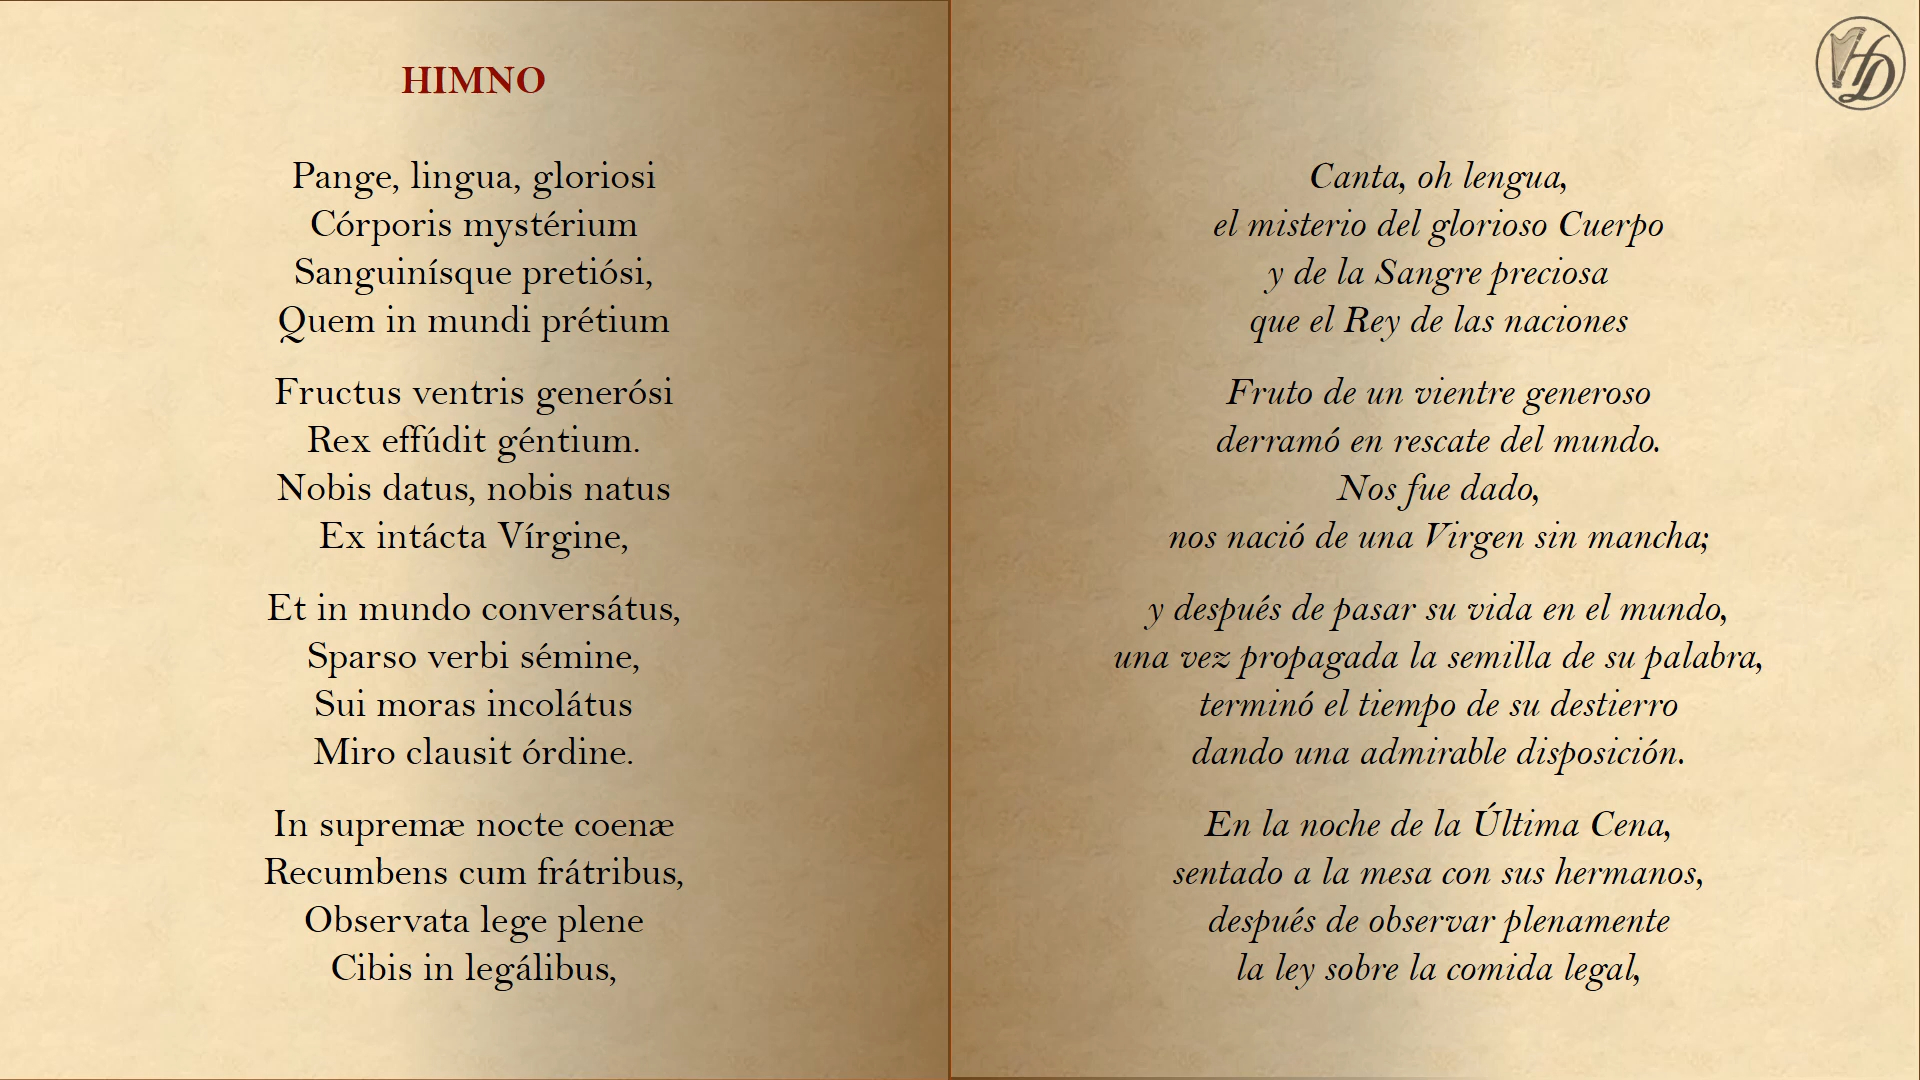 HIMNO
Pange, lingua, gloriosi
Córporis mystérium
Sanguinísque pretiósi,
Quem in mundi prétium
Fructus ventris generósi
Rex effúdit géntium.
Nobis datus, nobis natus
Ex intácta Vírgine,
Et in mundo conversátus,
Sparso verbi sémine,
Sui moras incolátus
Miro clausit órdine.
In supremæ nocte coenæ
Recumbens cum frátribus,
Observata lege plene
Cibis in legálibus,
HD
Canta, oh lengua,
el misterio del glorioso Cuerpo
y de la Sangre preciosa
que el Rey de las naciones
Fruto de un vientre generoso
derramó en rescate del mundo.
Nos fue dado,
nos nació de una Virgen sin mancha;
y después de pasar su vida en el mundo,
una vez propagada la semilla de su palabra,
terminó el tiempo de su destierro
dando una admirable disposición.
En la noche de la Última Cena,
sentado a la mesa con sus hermanos,
después de observar plenamente
la ley sobre la comida legal,